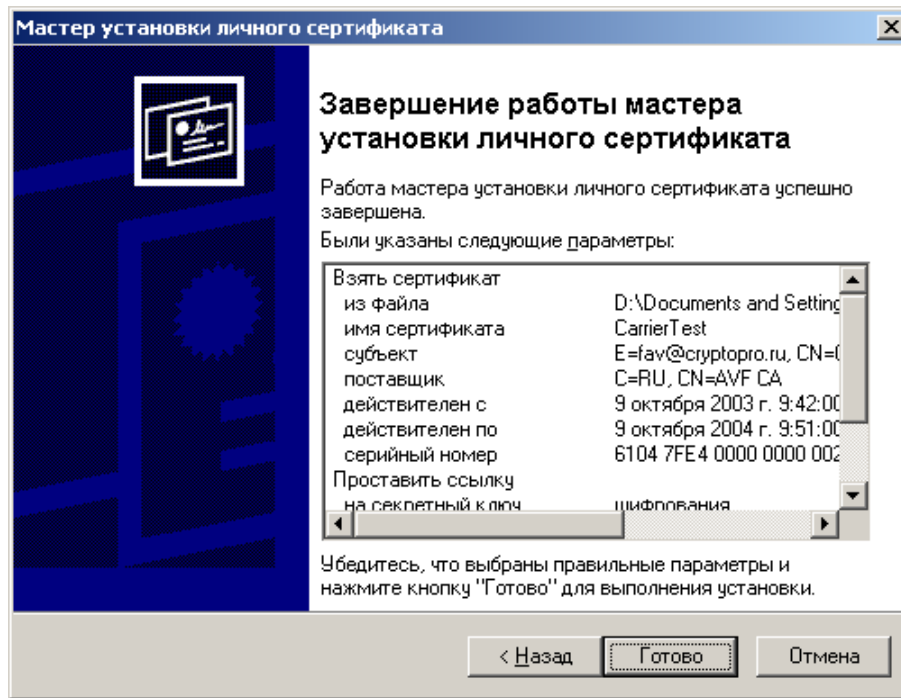 Мастер установки личного сертификата
Завершение работы мастера
установки личного сертификата
Работа мастера установки личного сертификата успешно
завершена.
Были указаны следующие параметры:
Взять сертификат
из файла D:\Documents and Setting
имя сертификата CarrierTest
субъект E=fav@cryptopro.ru, CN=
поставщик C=RU, CN=AVF CA
действителен с 9 октября 2003 г. 9:42:00
действителен по 9 октября 2004 г. 9:51:00
серийный номер 6104 7FE4 0000 0000 002
Проставить ссылку
на секретный ключ шифрования
Убедитесь, что выбраны правильные параметры и
нажмите кнопку "Готово" для выполнения установки.
< Назад Готово Отмена